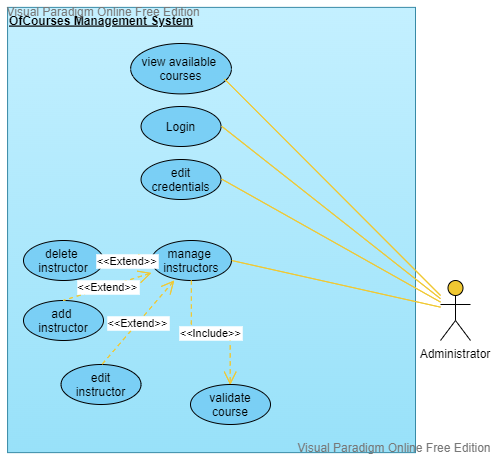 Visual Paradigm Online Free Edition
OfCourses Management System
view available
courses
Login
edit
credentials
delete
instructor
<<Extend>>
manage
instructors
<<Extend>>
add
instructor
<<Extend>>
<<Include>>
edit
instructor
validate
course
Administrator
Visual Paradigm Online Free Edition